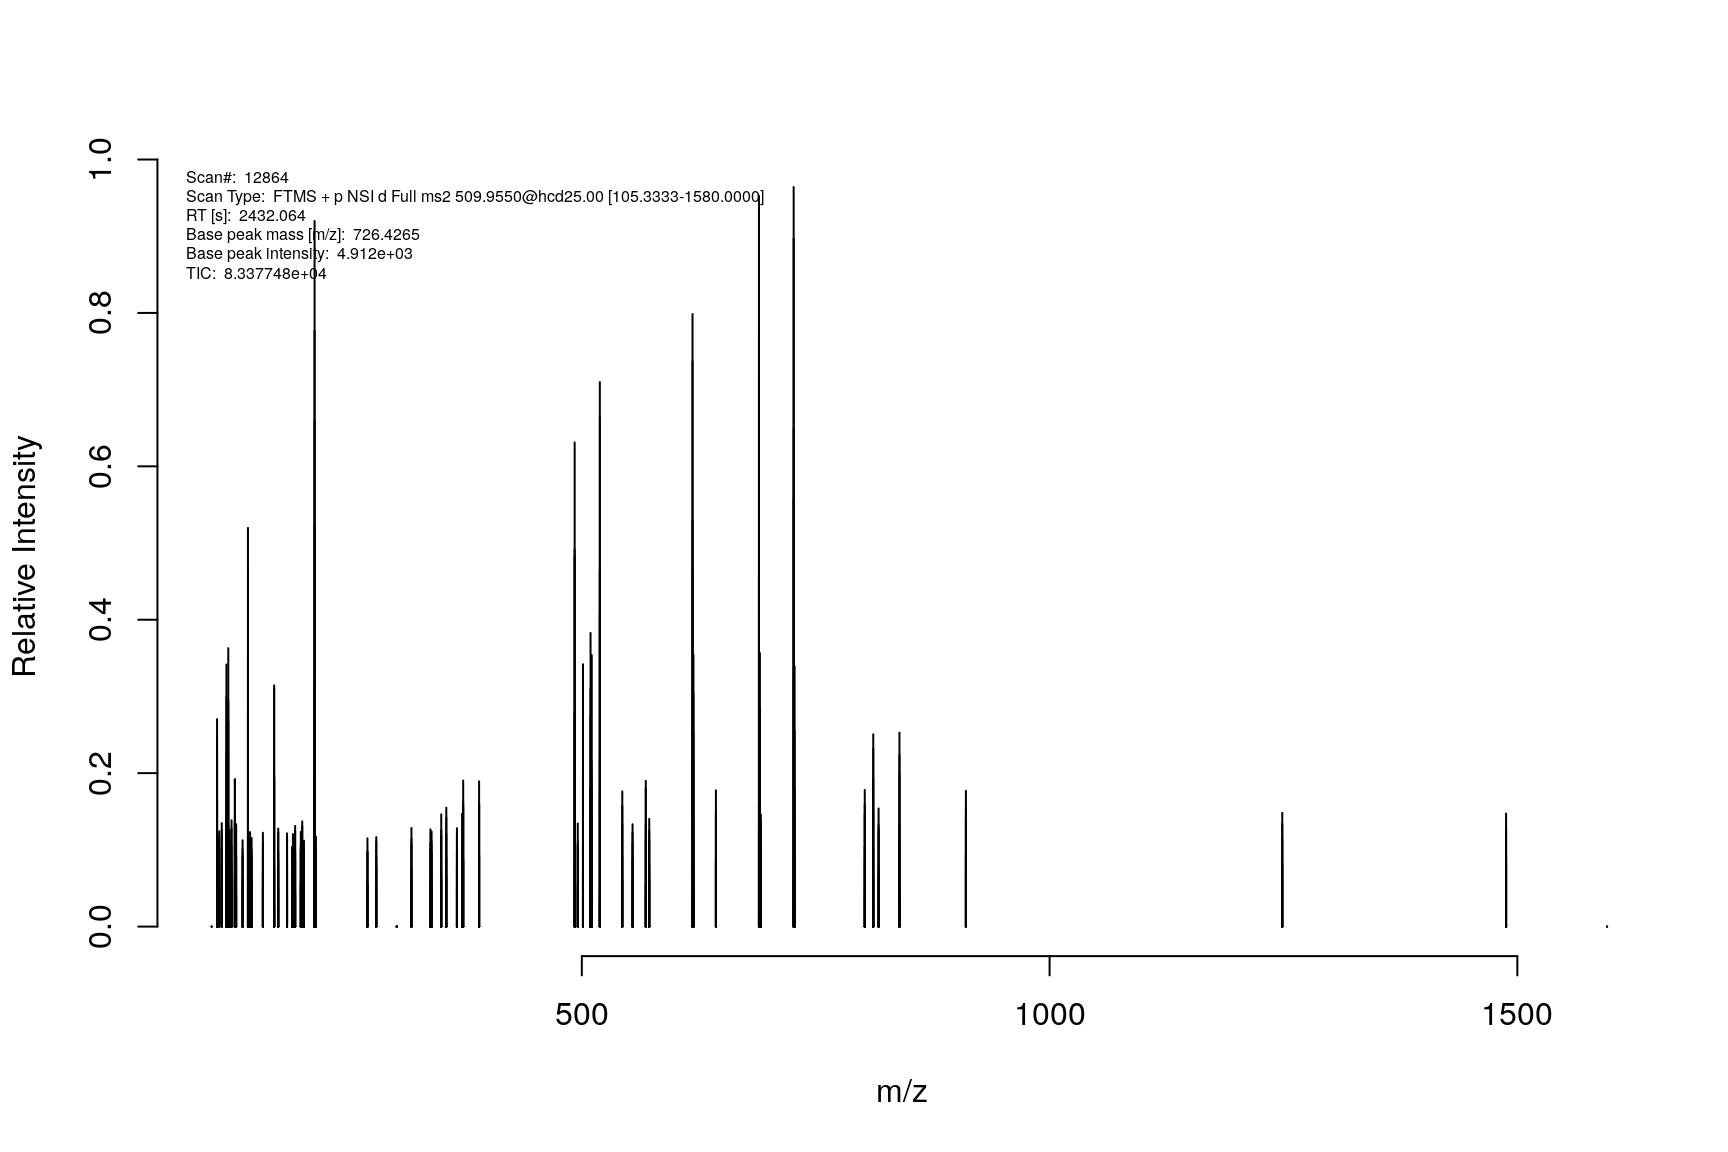 1.0
0.8
0.6
0.4
0.2
0.0
Relative Intensity
Scan#: 12864
Scan Type: FTMS + p NSI d Full ms2 509.9550@hcd25.00 [105.3333-1580.0000]
RT [s]: 2432.064
Base peak mass [m/z]: 726.4265
Base peak intensity: 4.912e+03
TIC: 8.337748e+04
500 1000 1500
m/z